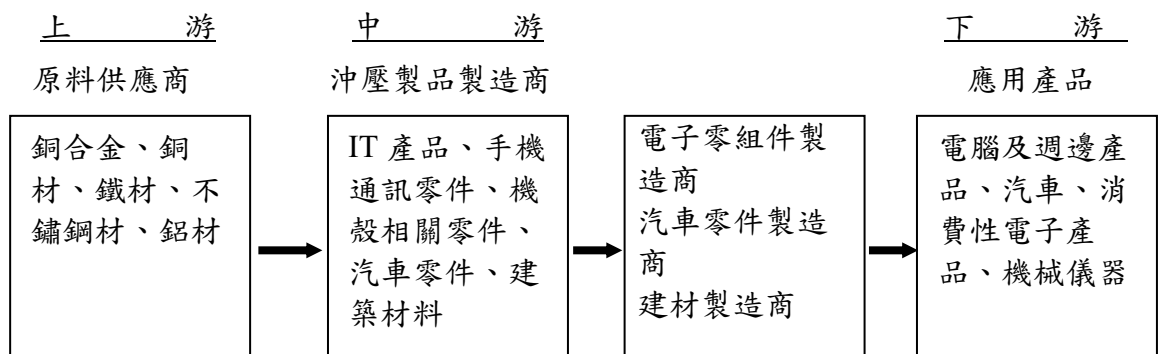 上 游
中 游
下 游
原料供應商
沖壓製品製造商
應用產品
銅合金、銅
材、鐵材、不
鏽鋼材、鋁材
IT 產品、手機
通訊零件、機
殼相關零件、
汽車零件、建
築材料
電子零組件製
造商
汽車零件製造
商
建材製造商
電腦及週邊產
品、汽車、消
費性電子產
品、機械儀器